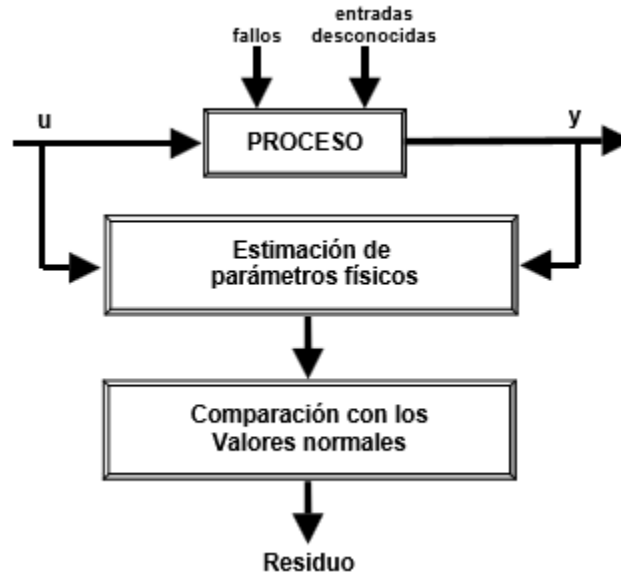 fallos
entradas
desconocidas
u
PROCESO
y
Estimación de
parámetros físicos
Comparación con los
Valores normales
Residuo